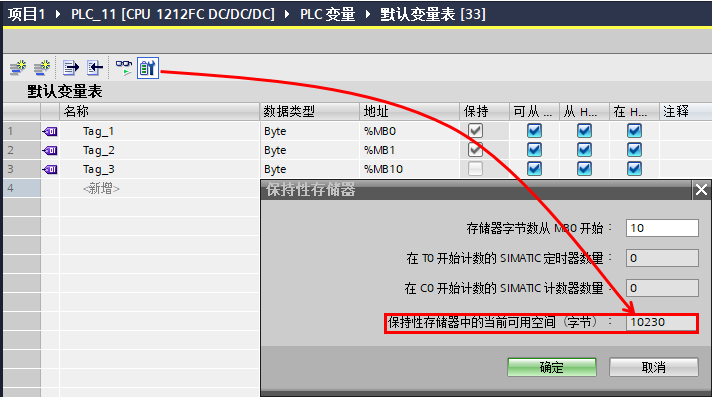 项目1 PLC_11 [CPU 1212FC DC/DC/DC] PLC 变量 默认变量表 [33]
默认变量表
名称 数据类型 地址 保持 可从 ... 从 H... 在 H... 注释
1 Tag_1 Byte %MB0
2 Tag_2 Byte %MB1
3 Tag_3 Byte %MB10
4 <新增>
保持性存储器
存储器字节数从 MB0 开始： 10
在 T0 开始计数的 SIMATIC 定时器数量： 0
在 C0 开始计数的 SIMATIC 计数器数量： 0
保持性存储器中的当前可用空间（字节）： 10230
确定 取消